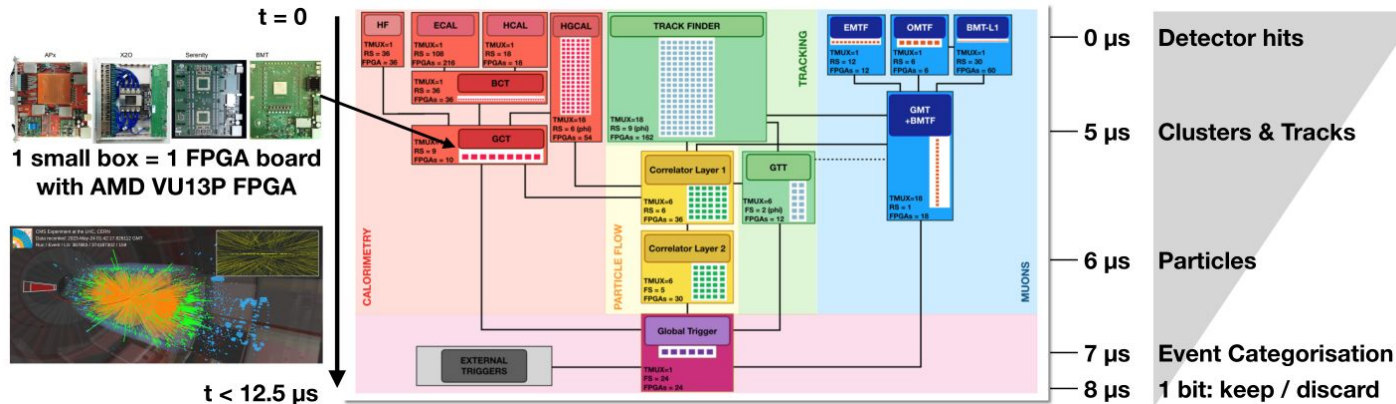 t = 0
APx
X2O
Serenity
BMT
1 small box = 1 FPGA board
with AMD VU13P FPGA
CMS Experiment at the LHC, CERN
t < 12.5 µs
HF
TMUX=1
RS = 36
FPGA = 36
ECAL
TMUX=1
RS = 108
FPGAs = 216
HCAL
TMUX=1
RS = 18
FPGAs = 18
HGCAL
TMUX=18
RS = 6 (phi)
FPGAs = 54
BCT
TMUX=1
RS = 36
FPGAs = 36
GCT
RS = 9
FPGAs = 10
CALORIMETRY
TRACK FINDER
TMUX=18
RS = 9 (phi)
FPGAs = 162
TRACKING
Correlator Layer 1
TMUX=6
RS = 6
FPGAs = 36
GTT
TMUX=6
FS = 2 (phi)
FPGAs = 12
Correlator Layer 2
TMUX=6
FS = 5
FPGAs = 30
PARTICLE FLOW
EMTF
TMUX=1
RS = 12
FPGAs = 12
OMTF
TMUX=1
RS = 6
FPGAs = 6
BMT-L1
TMUX=1
RS = 30
FPGAs = 60
GMT
+BMTF
TMUX=18
RS = 1
FPGAs = 18
MUONS
Global Trigger
TMUX=1
FS = 24
FPGAs = 24
EXTERNAL
TRIGGERS
0 µs Detector hits
5 µs Clusters & Tracks
6 µs Particles
7 µs Event Categorisation
8 µs 1 bit: keep / discard